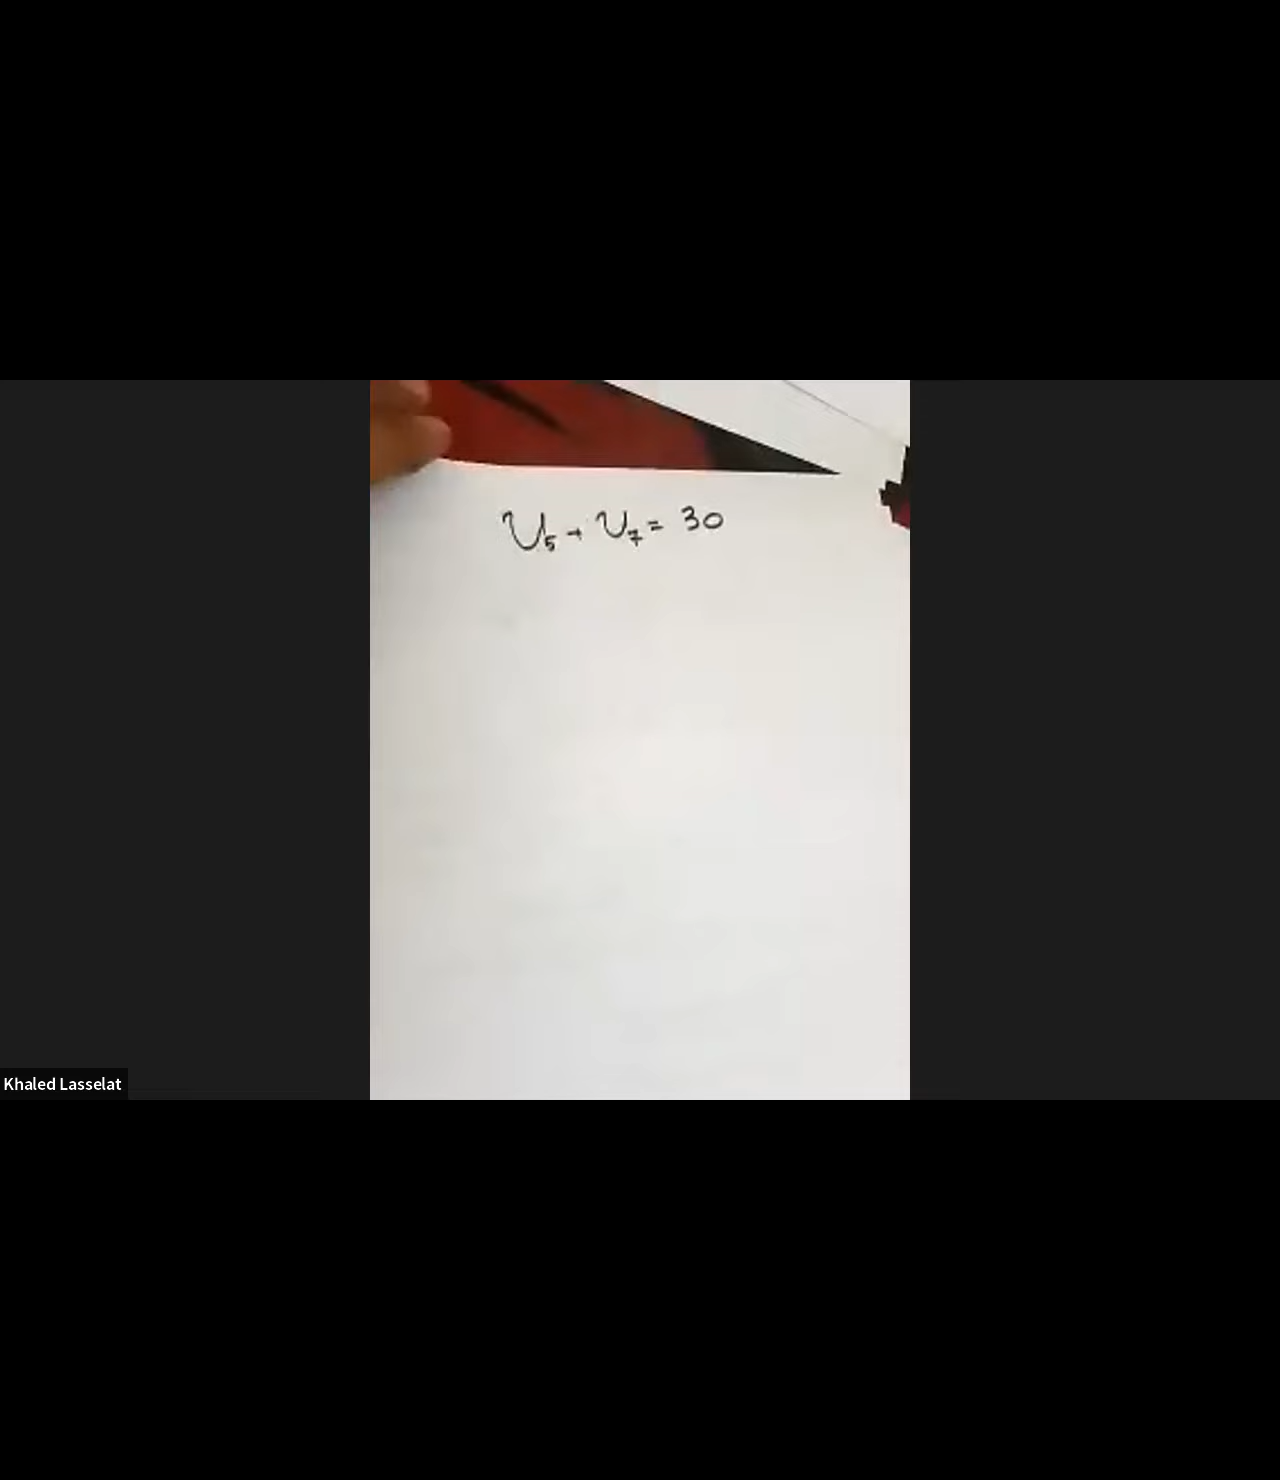 U₅ + U₇ = 30
Khaled Lasselat